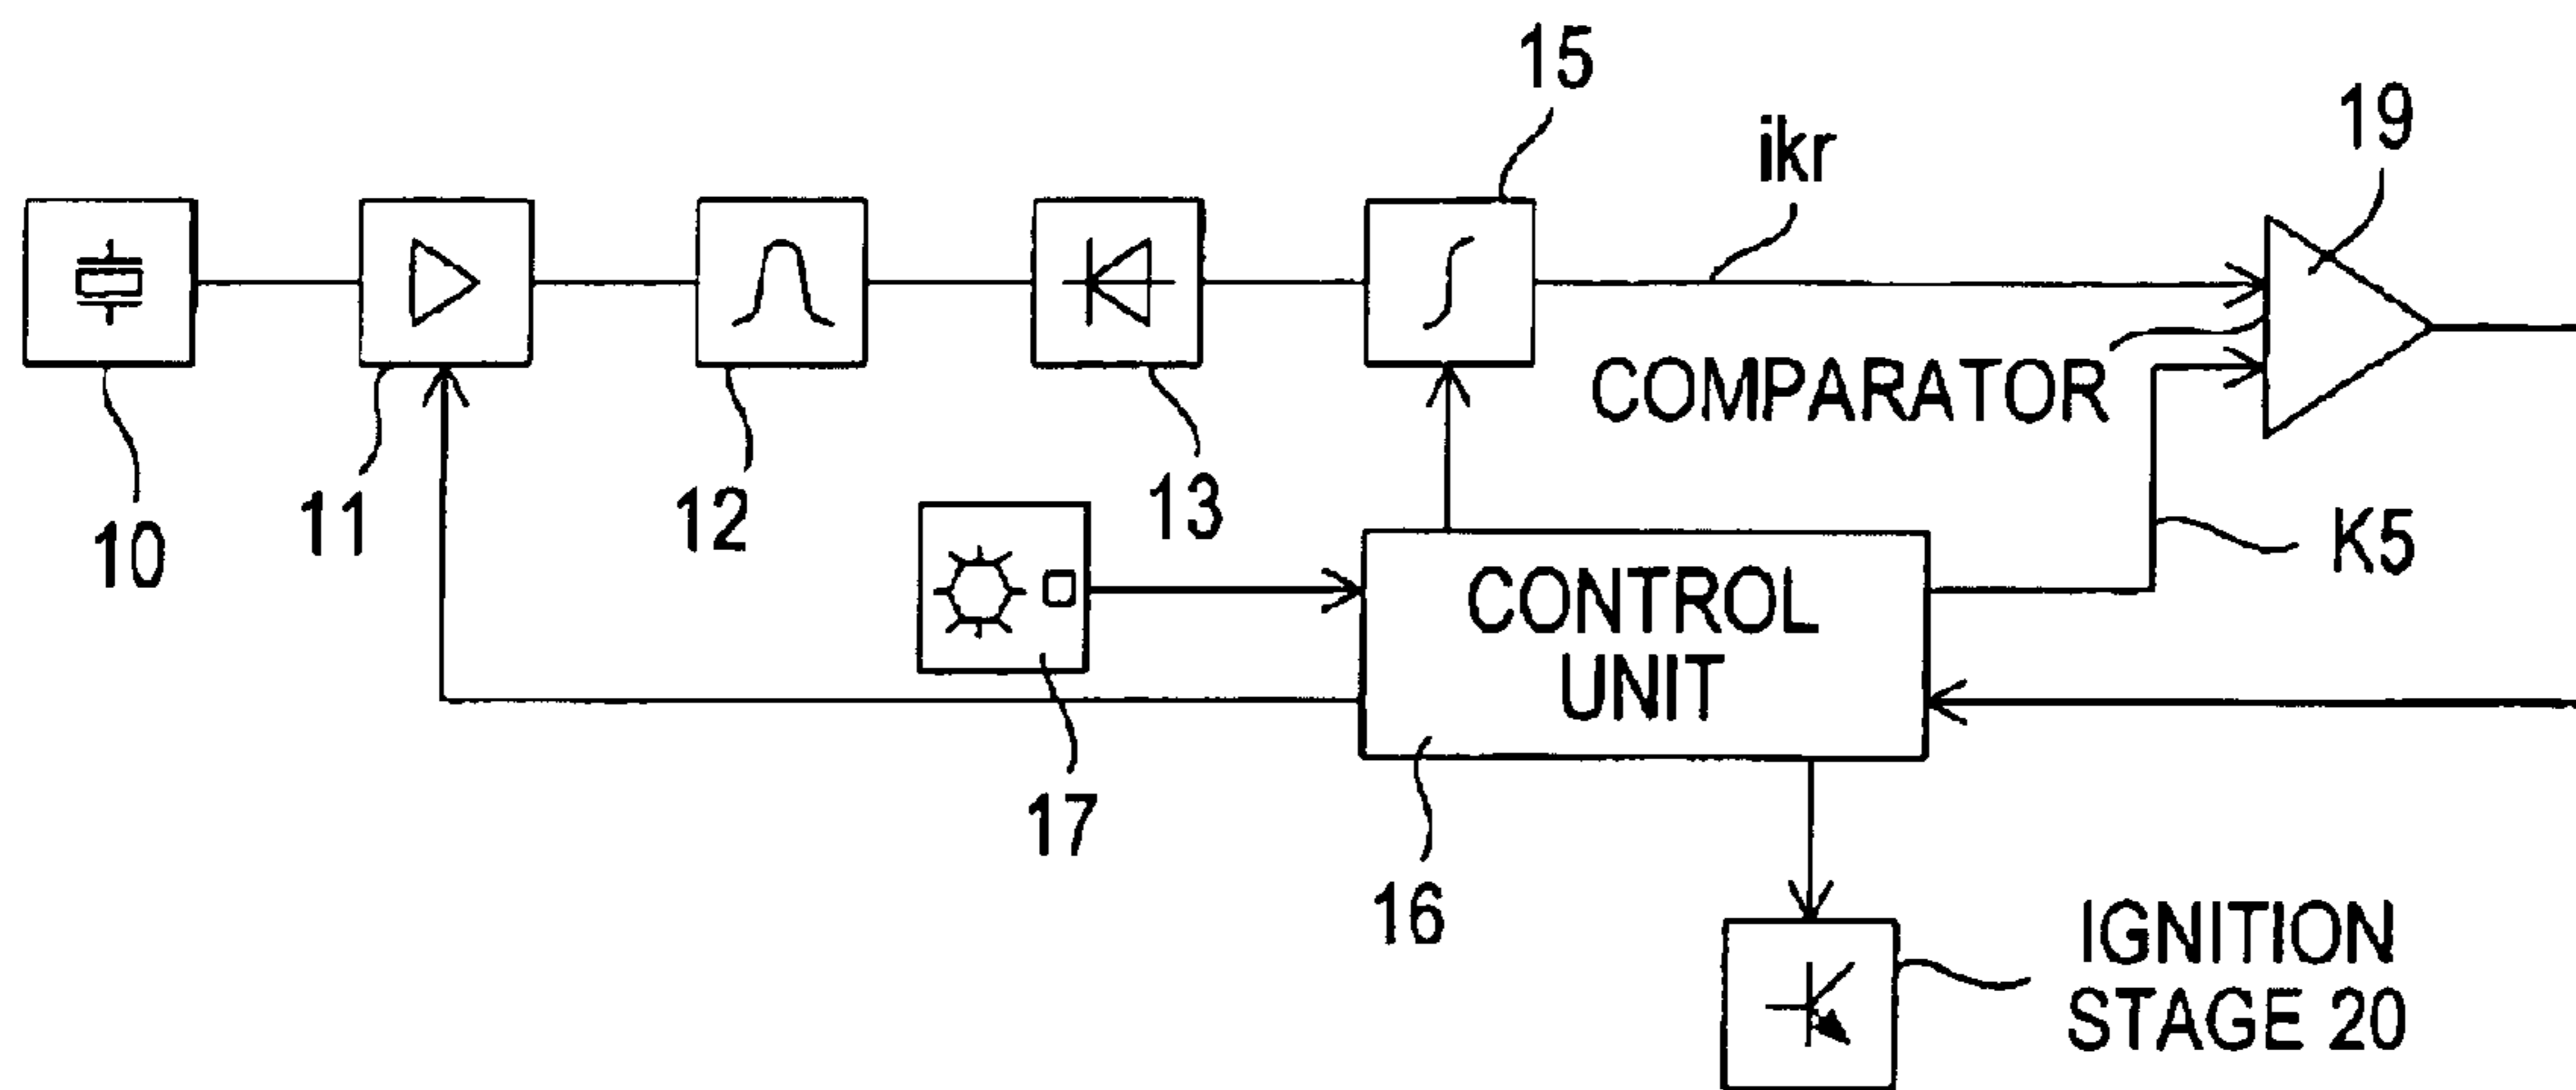 15
19
ikr
COMPARATOR
10
11
12
13
K5
CONTROL
UNIT
17
16
IGNITION
STAGE 20